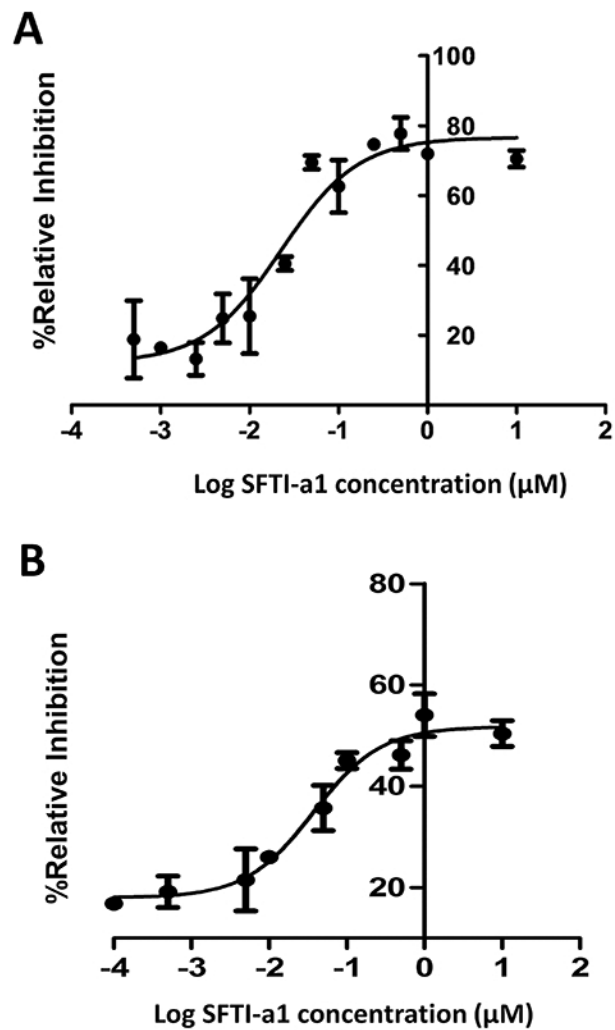 A
%Relative Inhibition
100
80
60
40
20
-4 -3 -2 -1 0 1 2
Log SFTI-a1 concentration (µM)
B
%Relative Inhibition
80
60
40
20
-4 -3 -2 -1 0 1 2
Log SFTI-a1 concentration (µM)